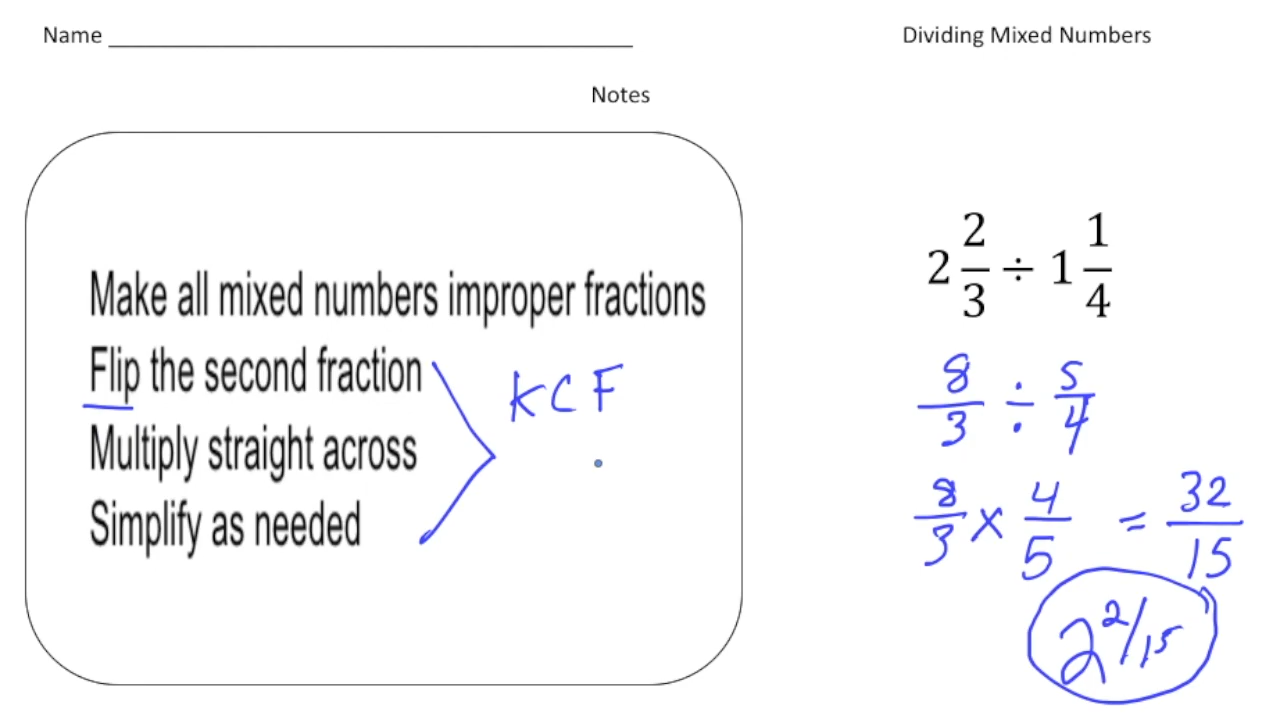 Name ____________________ Dividing Mixed Numbers
Notes
Make all mixed numbers improper fractions
Flip the second fraction
Multiply straight across
Simplify as needed
KCF
2 2/3 ÷ 1 1/4
8/3 ÷ 5/4
8/3 × 4/5 = 32/15
2 2/15